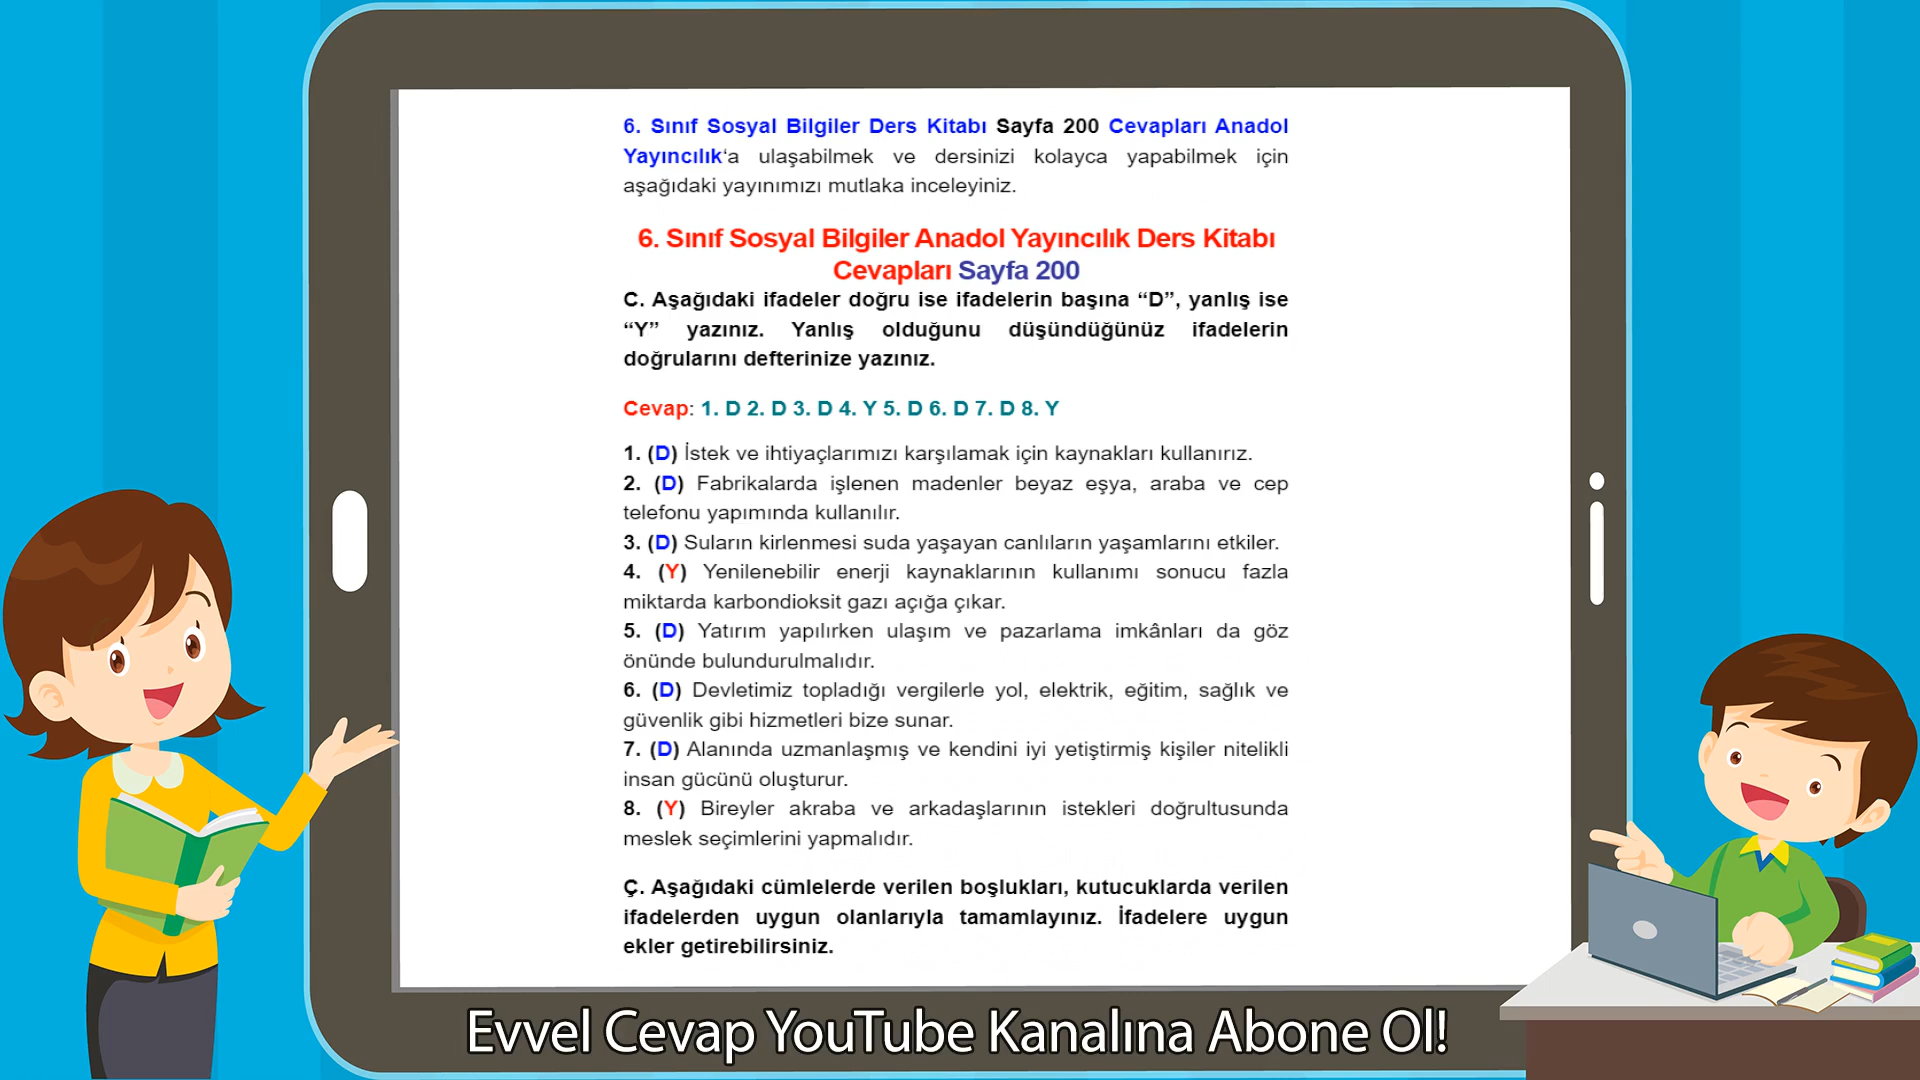 6. Sınıf Sosyal Bilgiler Ders Kitabı Sayfa 200 Cevapları Anadol
Yayıncılık‘a ulaşabilmek ve dersinizi kolayca yapabilmek için
aşağıdaki yayınımızı mutlaka inceleyiniz.
6. Sınıf Sosyal Bilgiler Anadol Yayıncılık Ders Kitabı
Cevapları Sayfa 200
C. Aşağıdaki ifadeler doğru ise ifadelerin başına “D”, yanlış ise
“Y” yazınız. Yanlış olduğunu düşündüğünüz ifadelerin
doğrularını defterinize yazınız.
Cevap: 1. D 2. D 3. D 4. Y 5. D 6. D 7. D 8. Y
1. (D) İstek ve ihtiyaçlarımızı karşılamak için kaynakları kullanırız.
2. (D) Fabrikalarda işlenen madenler beyaz eşya, araba ve cep
telefonu yapımında kullanılır.
3. (D) Suların kirlenmesi suda yaşayan canlıların yaşamlarını etkiler.
4. (Y) Yenilenebilir enerji kaynaklarının kullanımı sonucu fazla
miktarda karbondioksit gazı açığa çıkar.
5. (D) Yatırım yapılırken ulaşım ve pazarlama imkânları da göz
önünde bulundurulmalıdır.
6. (D) Devletimiz topladığı vergilerle yol, elektrik, eğitim, sağlık ve
güvenlik gibi hizmetleri bize sunar.
7. (D) Alanında uzmanlaşmış ve kendini iyi yetiştirmiş kişiler nitelikli
insan gücünü oluşturur.
8. (Y) Bireyler akraba ve arkadaşlarının istekleri doğrultusunda
meslek seçimlerini yapmalıdır.
Ç. Aşağıdaki cümlelerde verilen boşlukları, kutucuklarda verilen
ifadelerden uygun olanlarıyla tamamlayınız. İfadelere uygun
ekler getirebilirsiniz.
Evvel Cevap YouTube Kanalına Abone Ol!